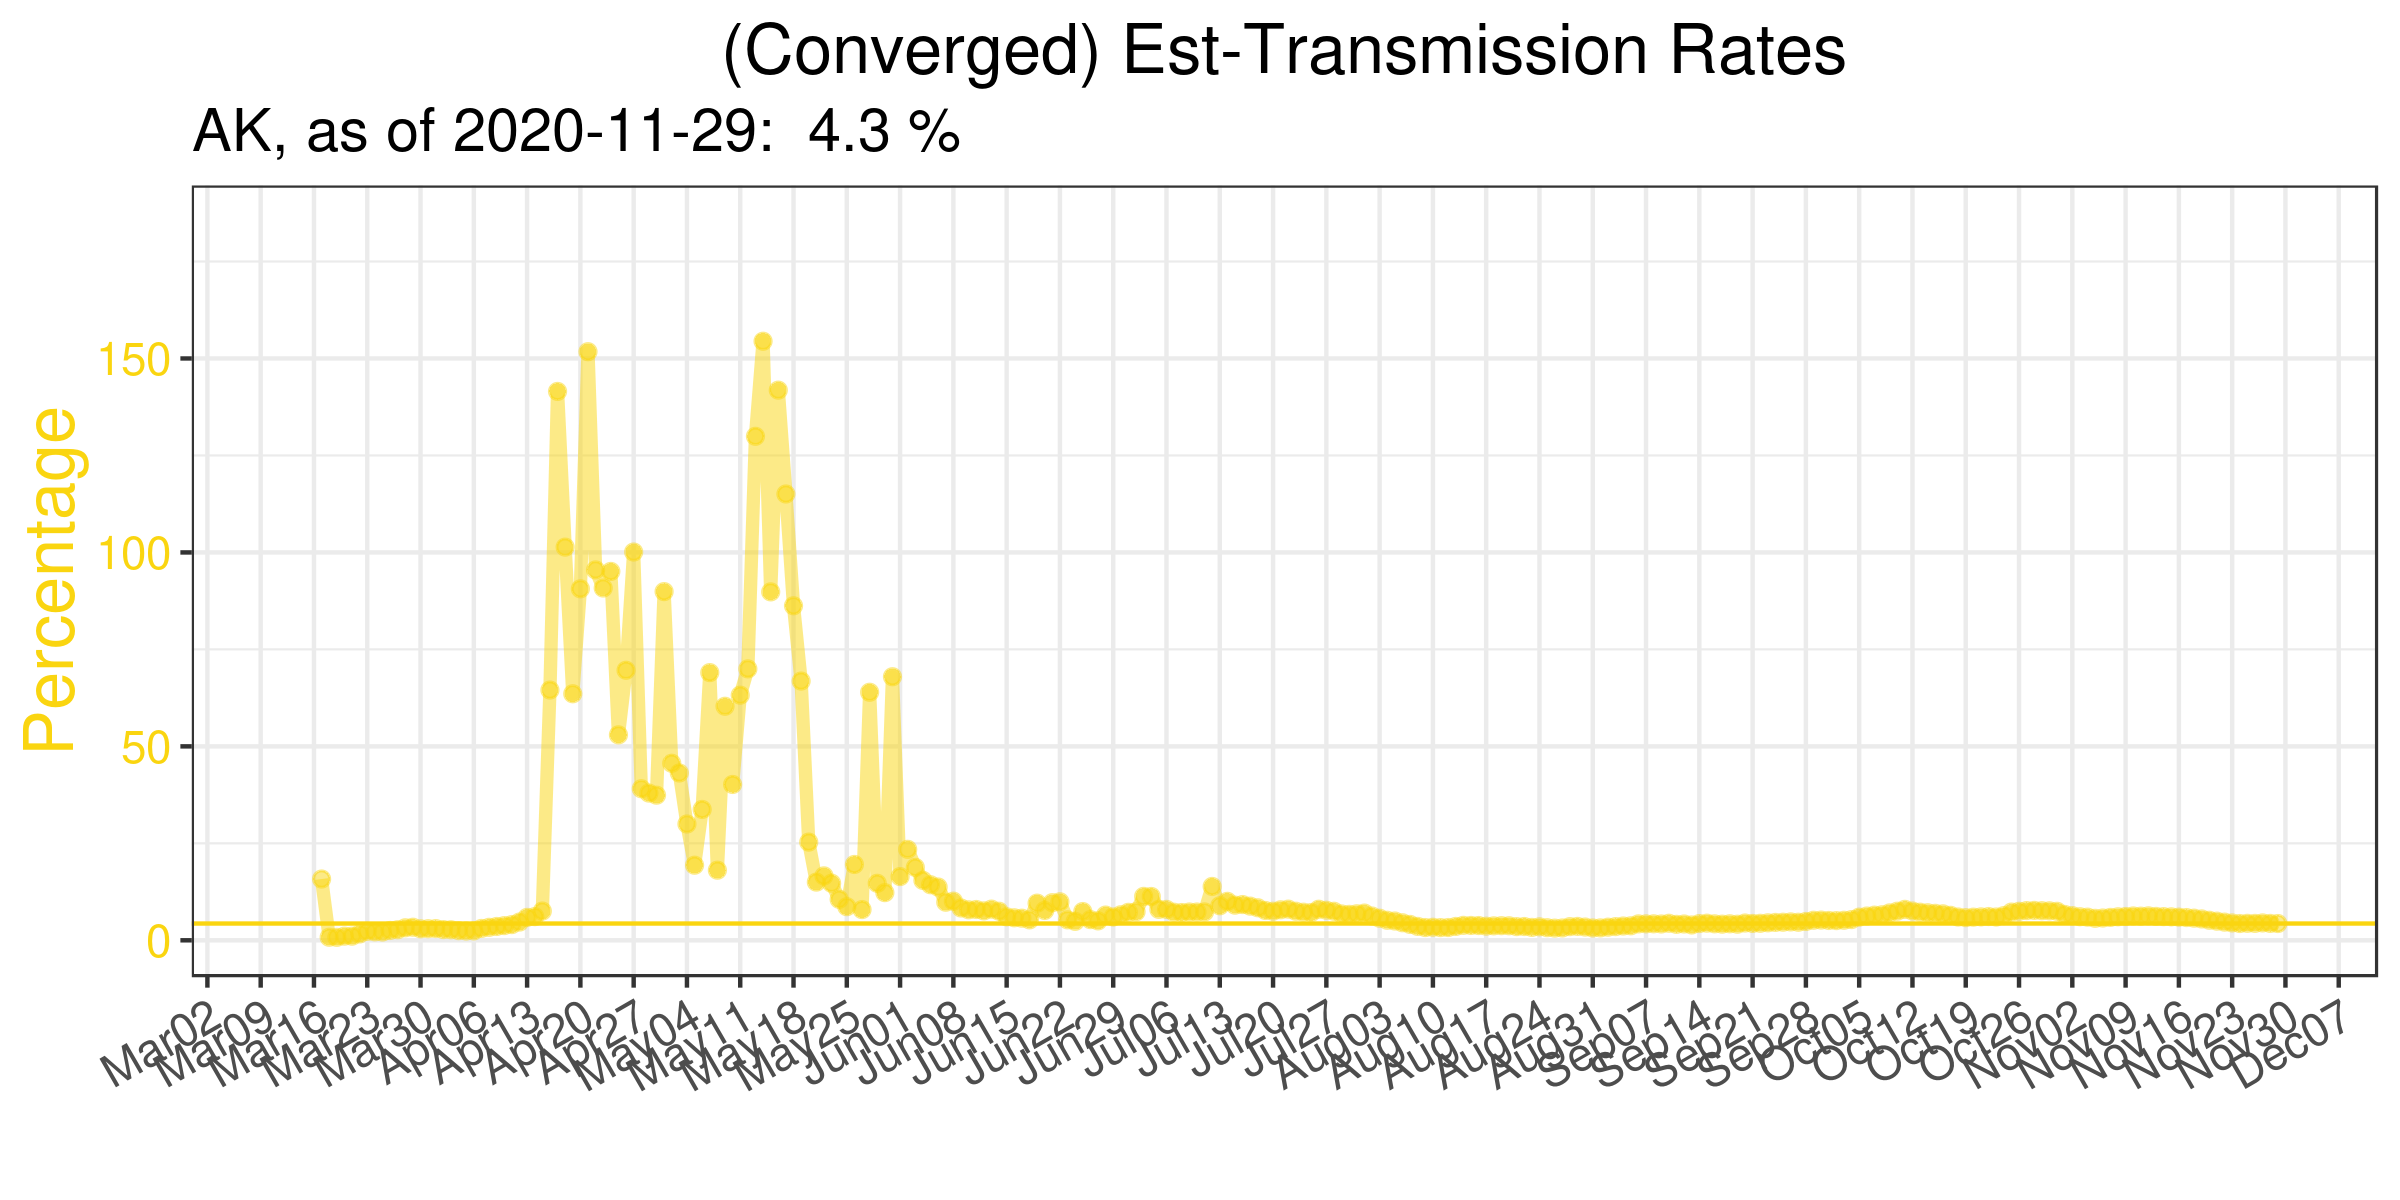 (Converged) Est-Transmission Rates
AK, as of 2020-11-29:  4.3 %
Percentage
150
100
50
0
Mar02
Mar09
Mar16
Mar23
Mar30
Apr06
Apr13
Apr20
Apr27
May04
May11
May18
May25
Jun01
Jun08
Jun15
Jun22
Jun29
Jul06
Jul13
Jul20
Jul27
Aug03
Aug10
Aug17
Aug24
Aug31
Sep07
Sep14
Sep21
Sep28
Oct05
Oct12
Oct19
Oct26
Nov02
Nov09
Nov16
Nov23
Nov30
Dec07